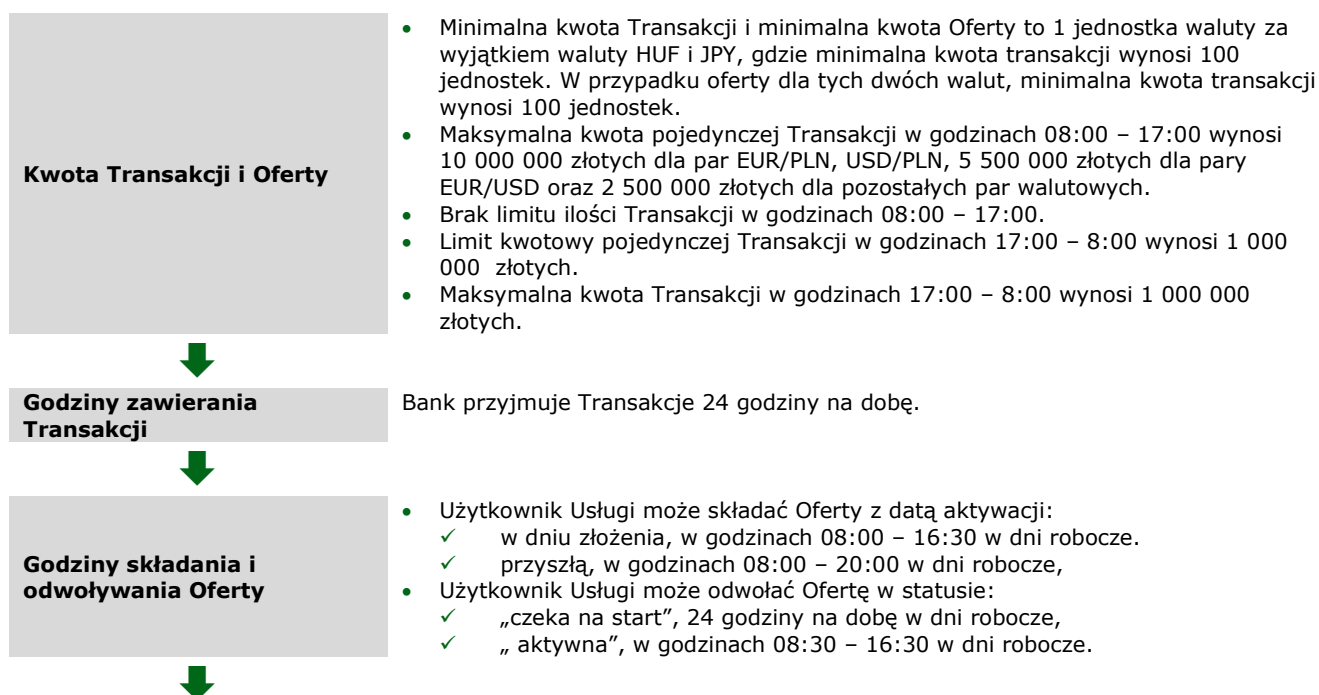 Kwota Transakcji i Oferty
• Minimalna kwota Transakcji i minimalna kwota Oferty to 1 jednostka waluty za
wyjątkiem waluty HUF i JPY, gdzie minimalna kwota transakcji wynosi 100
jednostek. W przypadku oferty dla tych dwóch walut, minimalna kwota transakcji
wynosi 100 jednostek.
• Maksymalna kwota pojedynczej Transakcji w godzinach 08:00 – 17:00 wynosi
10 000 000 złotych dla par EUR/PLN, USD/PLN, 5 500 000 złotych dla pary
EUR/USD oraz 2 500 000 złotych dla pozostałych par walutowych.
• Brak limitu ilości Transakcji w godzinach 08:00 – 17:00.
• Limit kwotowy pojedynczej Transakcji w godzinach 17:00 – 8:00 wynosi 1 000
000 złotych.
• Maksymalna kwota Transakcji w godzinach 17:00 – 8:00 wynosi 1 000 000
złotych.
Godziny zawierania
Transakcji
Bank przyjmuje Transakcje 24 godziny na dobę.
Godziny składania i
odwoływania Oferty
• Użytkownik Usługi może składać Oferty z datą aktywacji:
✓ w dniu złożenia, w godzinach 08:00 – 16:30 w dni robocze.
✓ przyszłą, w godzinach 08:00 – 20:00 w dni robocze,
• Użytkownik Usługi może odwołać Ofertę w statusie:
✓ „czeka na start”, 24 godziny na dobę w dni robocze,
✓ „ aktywna”, w godzinach 08:30 – 16:30 w dni robocze.